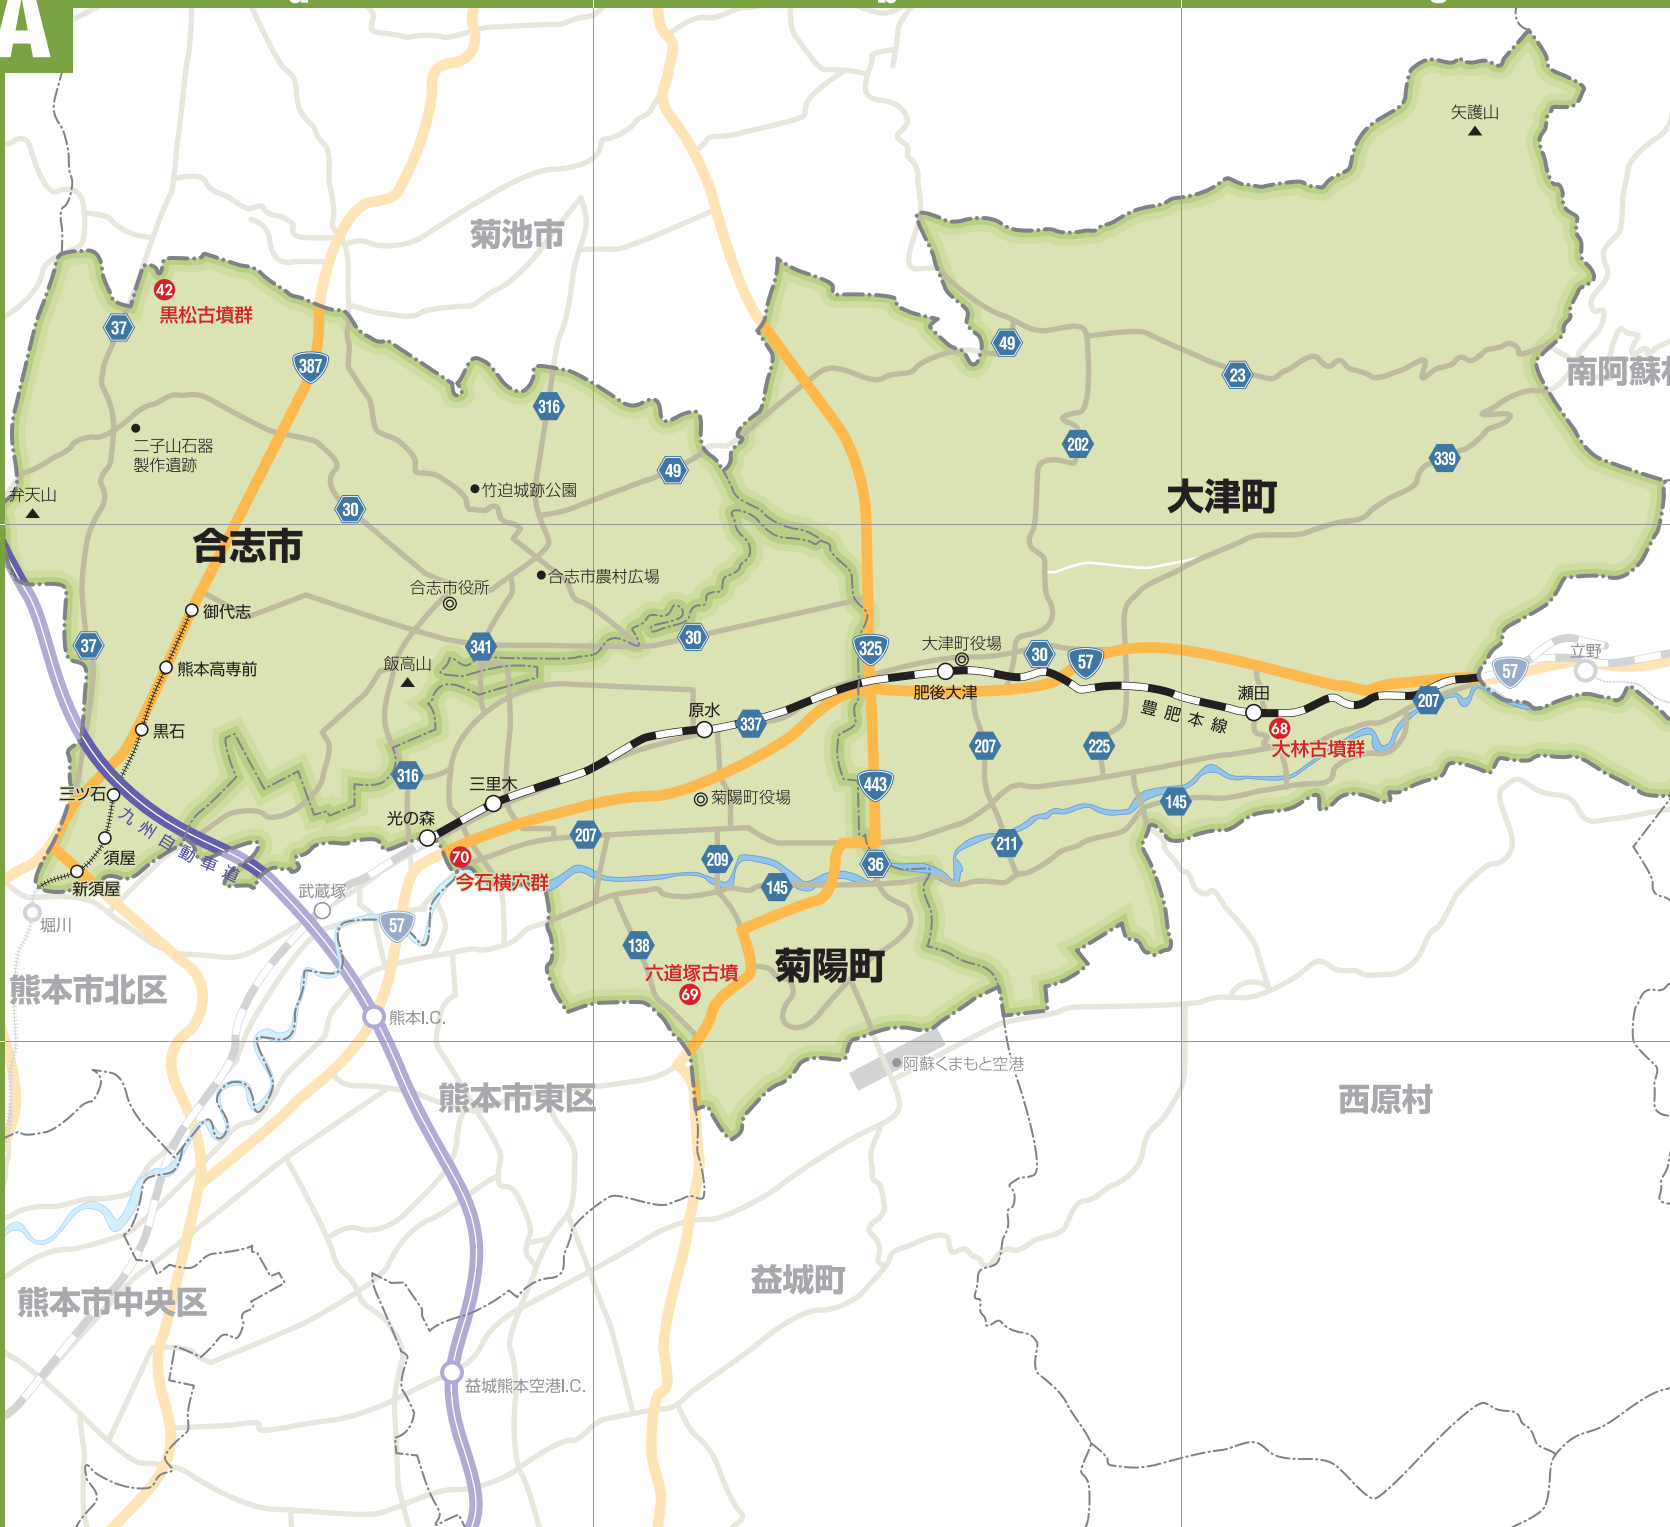 A
矢護山
菊池市
42
黒松古墳群
37
387
49
23
南阿蘇村
316
202
339
二子山石器
製作遺跡
49
竹迫城跡公園
弁天山
30
大津町
合志市
合志市農村広場
合志市役所
御代志
37
341
30
325
大津町役場
30
57
立野
57
熊本高専前
飯高山
肥後大津
瀬田
207
原水
337
豊肥本線
68
大林古墳群
黒石
207
225
316
443
三里木
三ツ石
菊陽町役場
145
九州自動車道
光の森
207
211
須屋
70
209
36
今石横穴群
145
新須屋
武蔵塚
堀川
57
138
菊陽町
六道塚古墳
69
熊本市北区
熊本I.C.
阿蘇くまもと空港
熊本市東区
西原村
益城町
熊本市中央区
益城熊本空港I.C.